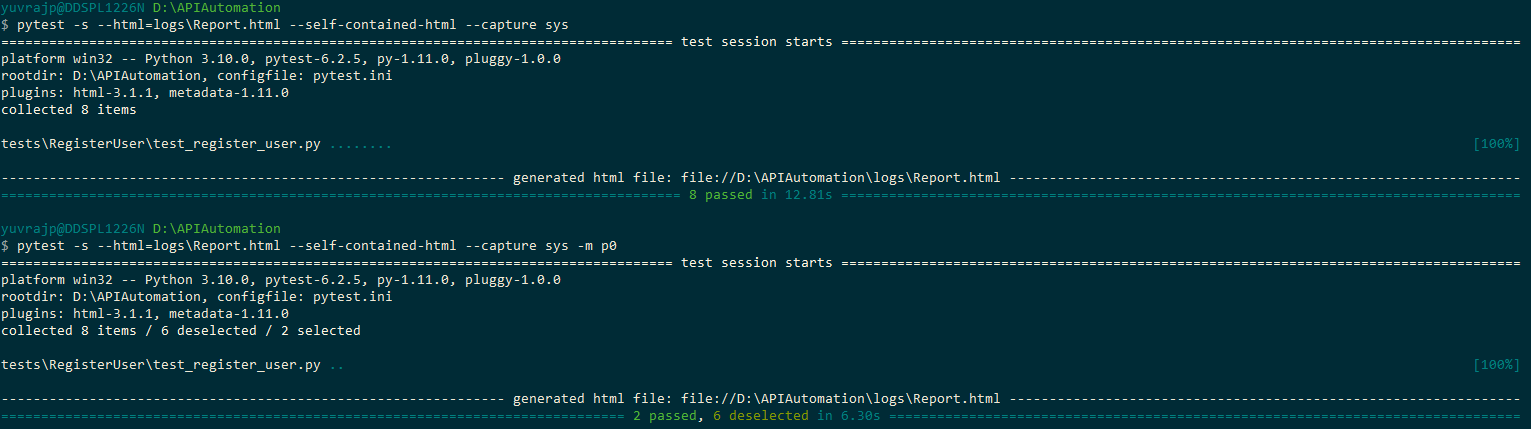 yuvrajp@DDSPL1226N D:\APIAutomation
$ pytest -s --html=logs\Report.html --self-contained-html --capture sys
==================================================================================== test session starts =====================================================================================
platform win32 -- Python 3.10.0, pytest-6.2.5, py-1.11.0, pluggy-1.0.0
rootdir: D:\APIAutomation, configfile: pytest.ini
plugins: html-3.1.1, metadata-1.11.0
collected 8 items
tests\RegisterUser\test_register_user.py ........ [100%]
--------------------------------------------------------------- generated html file: file://D:\APIAutomation\logs\Report.html ----------------------------------------------------------------
===================================================================================== 8 passed in 12.81s =====================================================================================
yuvrajp@DDSPL1226N D:\APIAutomation
$ pytest -s --html=logs\Report.html --self-contained-html --capture sys -m p0
==================================================================================== test session starts =====================================================================================
platform win32 -- Python 3.10.0, pytest-6.2.5, py-1.11.0, pluggy-1.0.0
rootdir: D:\APIAutomation, configfile: pytest.ini
plugins: html-3.1.1, metadata-1.11.0
collected 8 items / 6 deselected / 2 selected
tests\RegisterUser\test_register_user.py .. [100%]
--------------------------------------------------------------- generated html file: file://D:\APIAutomation\logs\Report.html ----------------------------------------------------------------
============================================================================== 2 passed, 6 deselected in 6.30s ===============================================================================